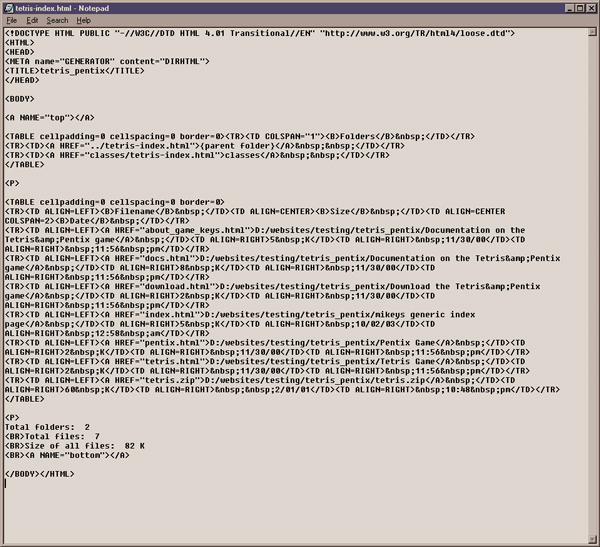 tetris-index.html - Notepad
File Edit Search Help
<!DOCTYPE HTML PUBLIC "-//W3C//DTD HTML 4.01 Transitional//EN" "http://www.w3.org/TR/html4/loose.dtd">
<HTML>
<HEAD>
<META name="GENERATOR" content="DIRHTML">
<TITLE>tetris_pentix</TITLE>
</HEAD>
<BODY>
<A NAME="top"></A>
<TABLE cellpadding=0 cellspacing=0 border=0><TR><TD COLSPAN="1"><B>Folders</B>&nbsp;</TD></TR>
<TR><TD><A HREF="../tetris-index.html">{parent folder}</A>&nbsp;&nbsp;</TD></TR>
<TR><TD><A HREF="classes/tetris-index.html">classes</A>&nbsp;&nbsp;</TD></TR>
</TABLE>
<P>
<TABLE cellpadding=0 cellspacing=0 border=0>
<TR><TD ALIGN=LEFT><B>Filename</B>&nbsp;</TD><TD ALIGN=CENTER><B>Size</B>&nbsp;</TD><TD ALIGN=CENTER
COLSPAN=2><B>Date</B>&nbsp;</TD></TR>
<TR><TD ALIGN=LEFT><A HREF="about_game_keys.html">D:/websites/testing/tetris_pentix/Documentation on the
Tetris&amp;Pentix game</A>&nbsp;</TD><TD ALIGN=RIGHT>5&nbsp;K</TD><TD ALIGN=RIGHT>&nbsp;11/30/00</TD><TD
ALIGN=RIGHT>&nbsp;11:56&nbsp;pm</TD></TR>
<TR><TD ALIGN=LEFT><A HREF="docs.html">D:/websites/testing/tetris_pentix/Documentation on the Tetris&amp;Pentix
game</A>&nbsp;</TD><TD ALIGN=RIGHT>8&nbsp;K</TD><TD ALIGN=RIGHT>&nbsp;11/30/00</TD><TD
ALIGN=RIGHT>&nbsp;11:56&nbsp;pm</TD></TR>
<TR><TD ALIGN=LEFT><A HREF="download.html">D:/websites/testing/tetris_pentix/Download the Tetris&amp;Pentix
game</A>&nbsp;</TD><TD ALIGN=RIGHT>2&nbsp;K</TD><TD ALIGN=RIGHT>&nbsp;11/30/00</TD><TD
ALIGN=RIGHT>&nbsp;11:56&nbsp;pm</TD></TR>
<TR><TD ALIGN=LEFT><A HREF="index.html">D:/websites/testing/tetris_pentix/mikeys generic index
page</A>&nbsp;</TD><TD ALIGN=RIGHT>5&nbsp;K</TD><TD ALIGN=RIGHT>&nbsp;10/02/03</TD><TD
ALIGN=RIGHT>&nbsp;12:58&nbsp;am</TD></TR>
<TR><TD ALIGN=LEFT><A HREF="pentix.html">D:/websites/testing/tetris_pentix/Pentix Game</A>&nbsp;</TD><TD
ALIGN=RIGHT>2&nbsp;K</TD><TD ALIGN=RIGHT>&nbsp;11/30/00</TD><TD ALIGN=RIGHT>&nbsp;11:56&nbsp;pm</TD></TR>
<TR><TD ALIGN=LEFT><A HREF="tetris.html">D:/websites/testing/tetris_pentix/Tetris Game</A>&nbsp;</TD><TD
ALIGN=RIGHT>2&nbsp;K</TD><TD ALIGN=RIGHT>&nbsp;11/30/00</TD><TD ALIGN=RIGHT>&nbsp;11:56&nbsp;pm</TD></TR>
<TR><TD ALIGN=LEFT><A HREF="tetris.zip">D:/websites/testing/tetris_pentix/tetris.zip</A>&nbsp;</TD><TD
ALIGN=RIGHT>60&nbsp;K</TD><TD ALIGN=RIGHT>&nbsp;&nbsp;2/01/01</TD><TD ALIGN=RIGHT>&nbsp;10:48&nbsp;pm</TD></TR>
</TABLE>
<P>
Total folders:  2
<BR>Total files:  7
<BR>Size of all files:  82 K
<BR><A NAME="bottom"></A>
</BODY></HTML>